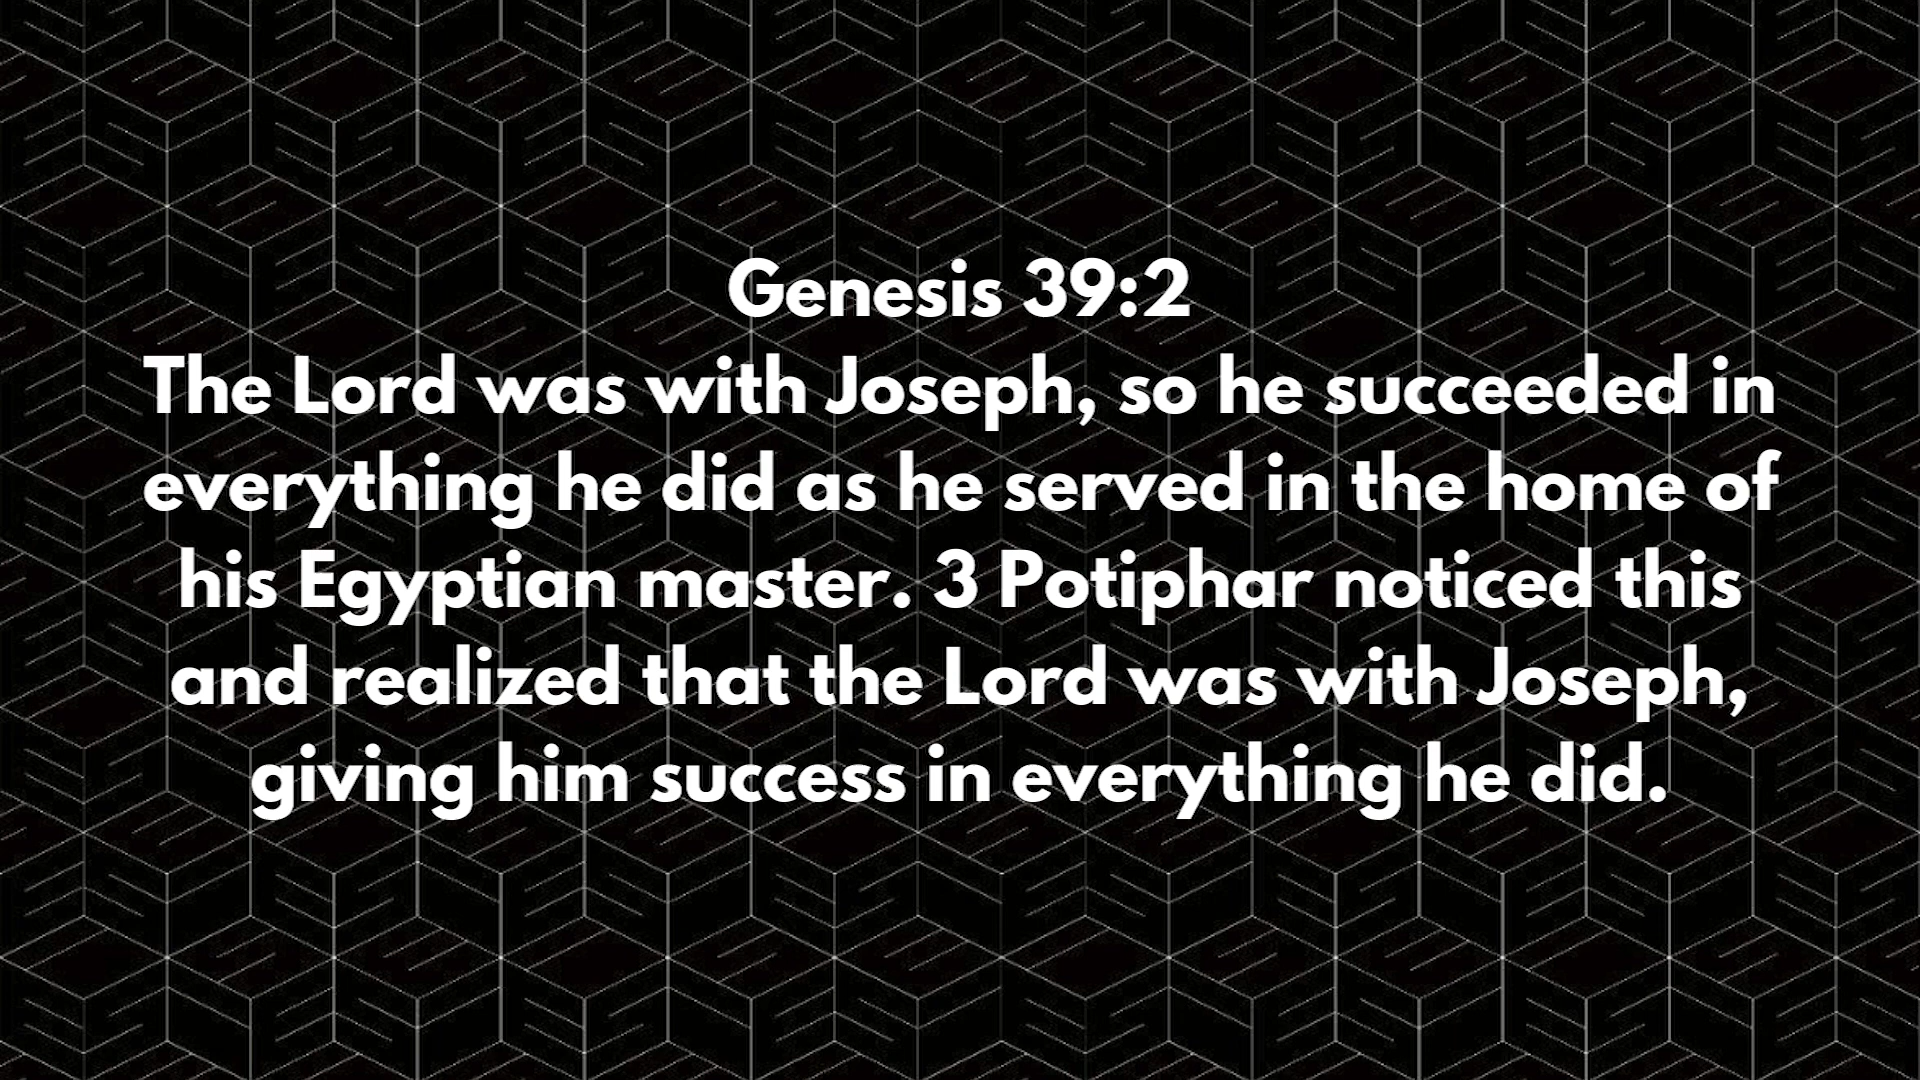 Genesis 39:2
The Lord was with Joseph, so he succeeded in
everything he did as he served in the home of
his Egyptian master. 3 Potiphar noticed this
and realized that the Lord was with Joseph,
giving him success in everything he did.